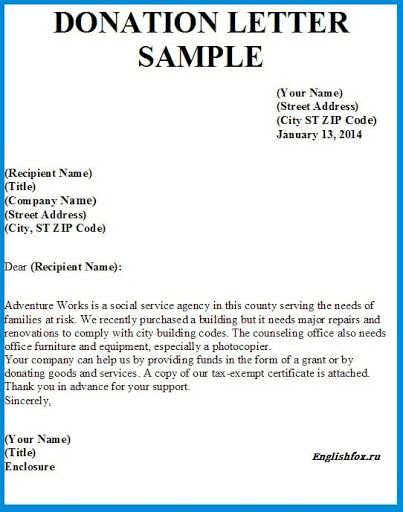 DONATION LETTER
SAMPLE
(Your Name)
(Street Address)
(City ST ZIP Code)
January 13, 2014
(Recipient Name)
(Title)
(Company Name)
(Street Address)
(City, ST ZIP Code)
Dear (Recipient Name):
Adventure Works is a social service agency in this county serving the needs of
families at risk. We recently purchased a building but it needs major repairs and
renovations to comply with city building codes. The counseling office also needs
office furniture and equipment, especially a photocopier.
Your company can help us by providing funds in the form of a grant or by
donating goods and services. A copy of our tax-exempt certificate is attached.
Thank you in advance for your support.
Sincerely,
(Your Name)
(Title)
Enclosure
Englishfox.ru